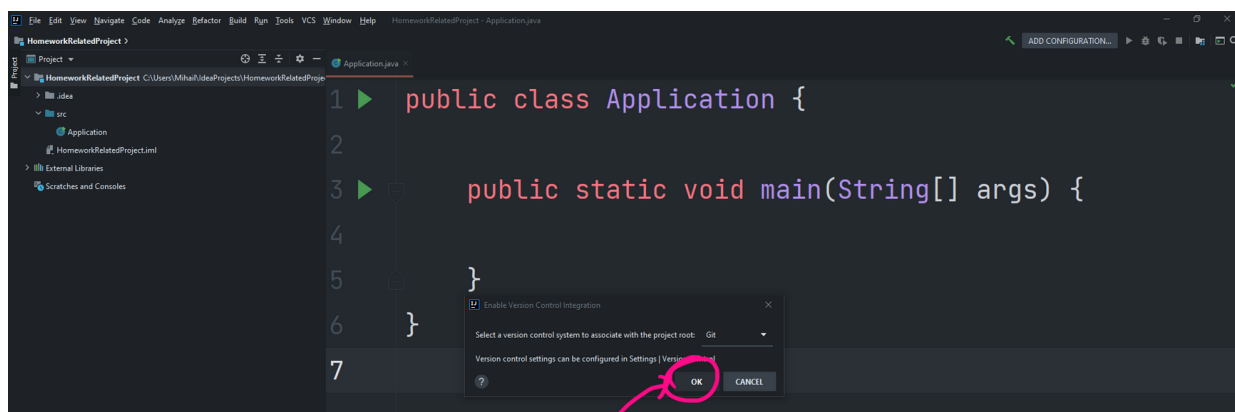 File Edit View Navigate Code Analyze Refactor Build Run Tools VCS Window Help HomeworkRelatedProject - Application.java
HomeworkRelatedProject
ADD CONFIGURATION...
Project
Project
Application.java
HomeworkRelatedProject C:\Users\Mihail\IdeaProjects\HomeworkRelatedProje
.idea
src
Application
HomeworkRelatedProject.iml
External Libraries
Scratches and Consoles
1 public class Application {
2
3 public static void main(String[] args) {
4
5 }
6 }
7
Enable Version Control Integration
Select a version control system to associate with the project root: Git
Version control settings can be configured in Settings |
? OK CANCEL